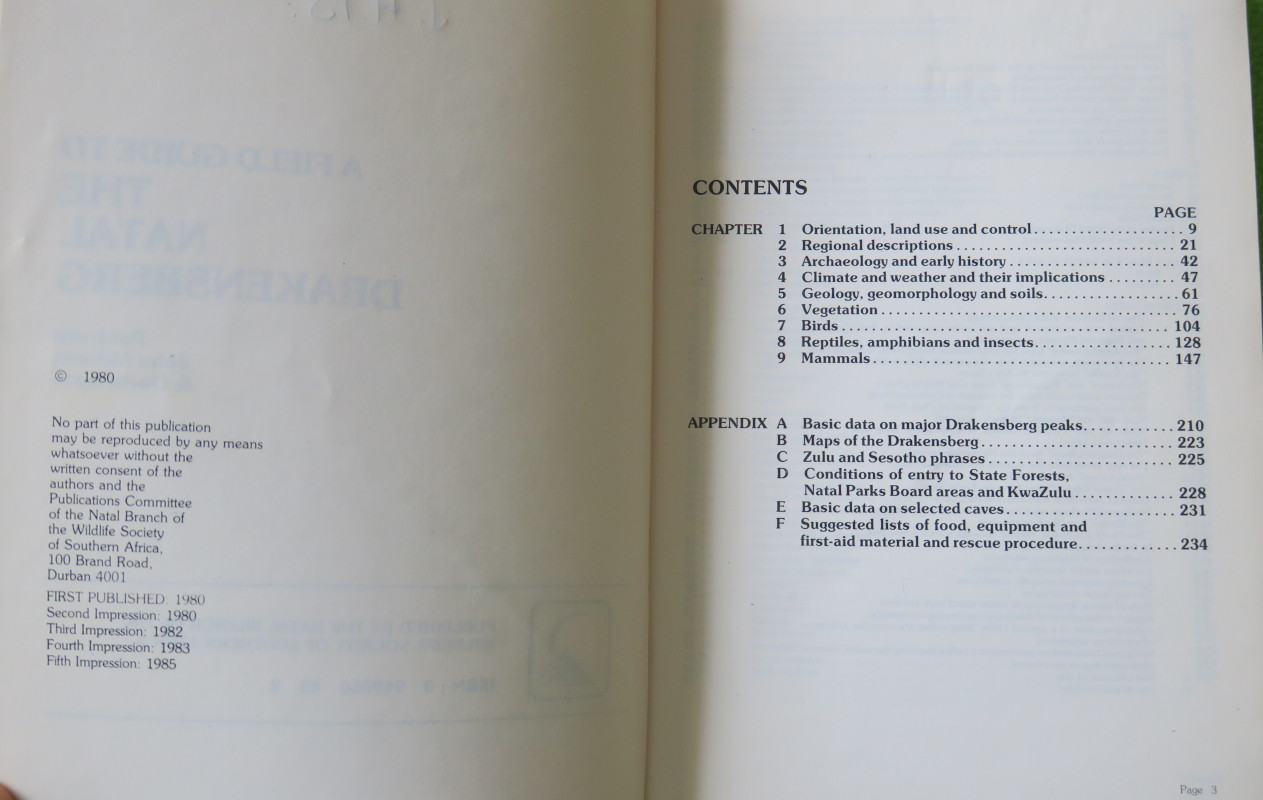 © 1980
No part of this publication
may be reproduced by any means
whatsoever without the
written consent of the
authors and the
Publications Committee
of the Natal Branch of
the Wildlife Society
of Southern Africa,
100 Brand Road,
Durban 4001
FIRST PUBLISHED: 1980
Second Impression: 1980
Third Impression: 1982
Fourth Impression: 1983
Fifth Impression: 1985
A FIELD GUIDE TO
THE
NATAL
DRAKENSBERG
CONTENTS
PAGE
CHAPTER 1 Orientation, land use and control................... 9
2 Regional descriptions ............................ 21
3 Archaeology and early history ..................... 42
4 Climate and weather and their implications ......... 47
5 Geology, geomorphology and soils.................61
6 Vegetation ...................................... 76
7 Birds .......................................... 104
8 Reptiles, amphibians and insects................. 128
9 Mammals...................................... 147
APPENDIX A Basic data on major Drakensberg peaks............210
B Maps of the Drakensberg......................... 223
C Zulu and Sesotho phrases ........................ 225
D Conditions of entry to State Forests,
Natal Parks Board areas and KwaZulu............. 228
E Basic data on selected caves...................... 231
F Suggested lists of food, equipment and
first-aid material and rescue procedure.............234
Page 3